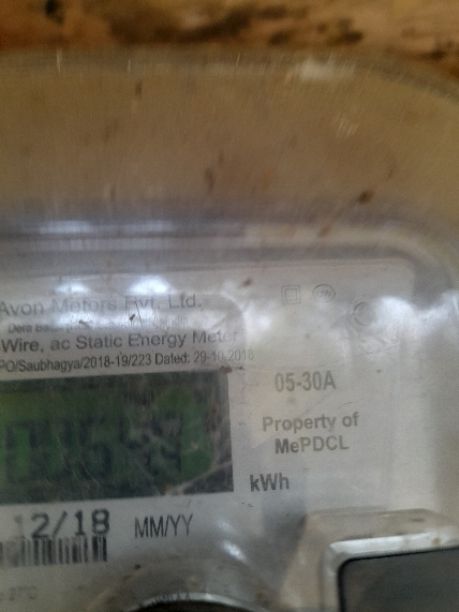 Avon Motors Pvt. Ltd.
Wire, ac Static Energy Meter
PO/Saubhagya/2018-19/223 Dated: 29-10-2018
05-30A
Property of
MePDCL
kWh
12/18 MM/YY